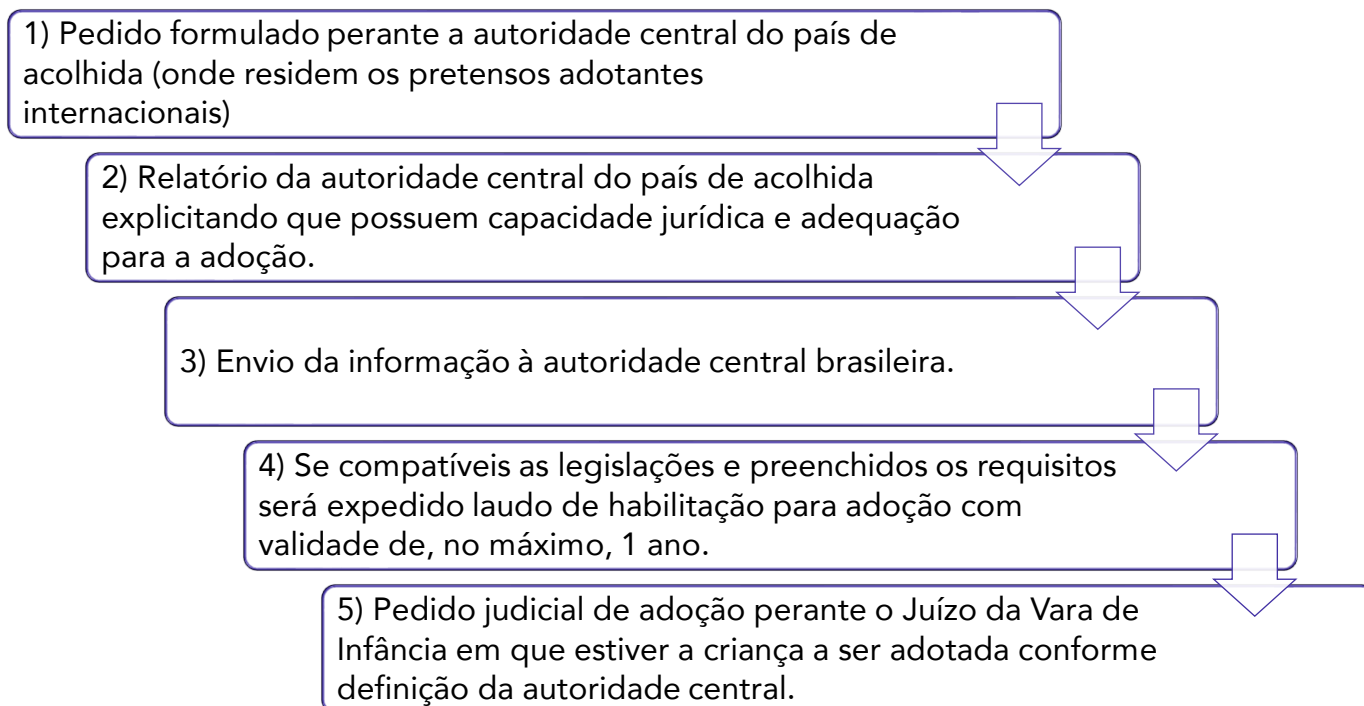 1) Pedido formulado perante a autoridade central do país de
acolhida (onde residem os pretensos adotantes
internacionais)
2) Relatório da autoridade central do país de acolhida
explicitando que possuem capacidade jurídica e adequação
para a adoção.
3) Envio da informação à autoridade central brasileira.
4) Se compatíveis as legislações e preenchidos os requisitos
será expedido laudo de habilitação para adoção com
validade de, no máximo, 1 ano.
5) Pedido judicial de adoção perante o Juízo da Vara de
Infância em que estiver a criança a ser adotada conforme
definição da autoridade central.